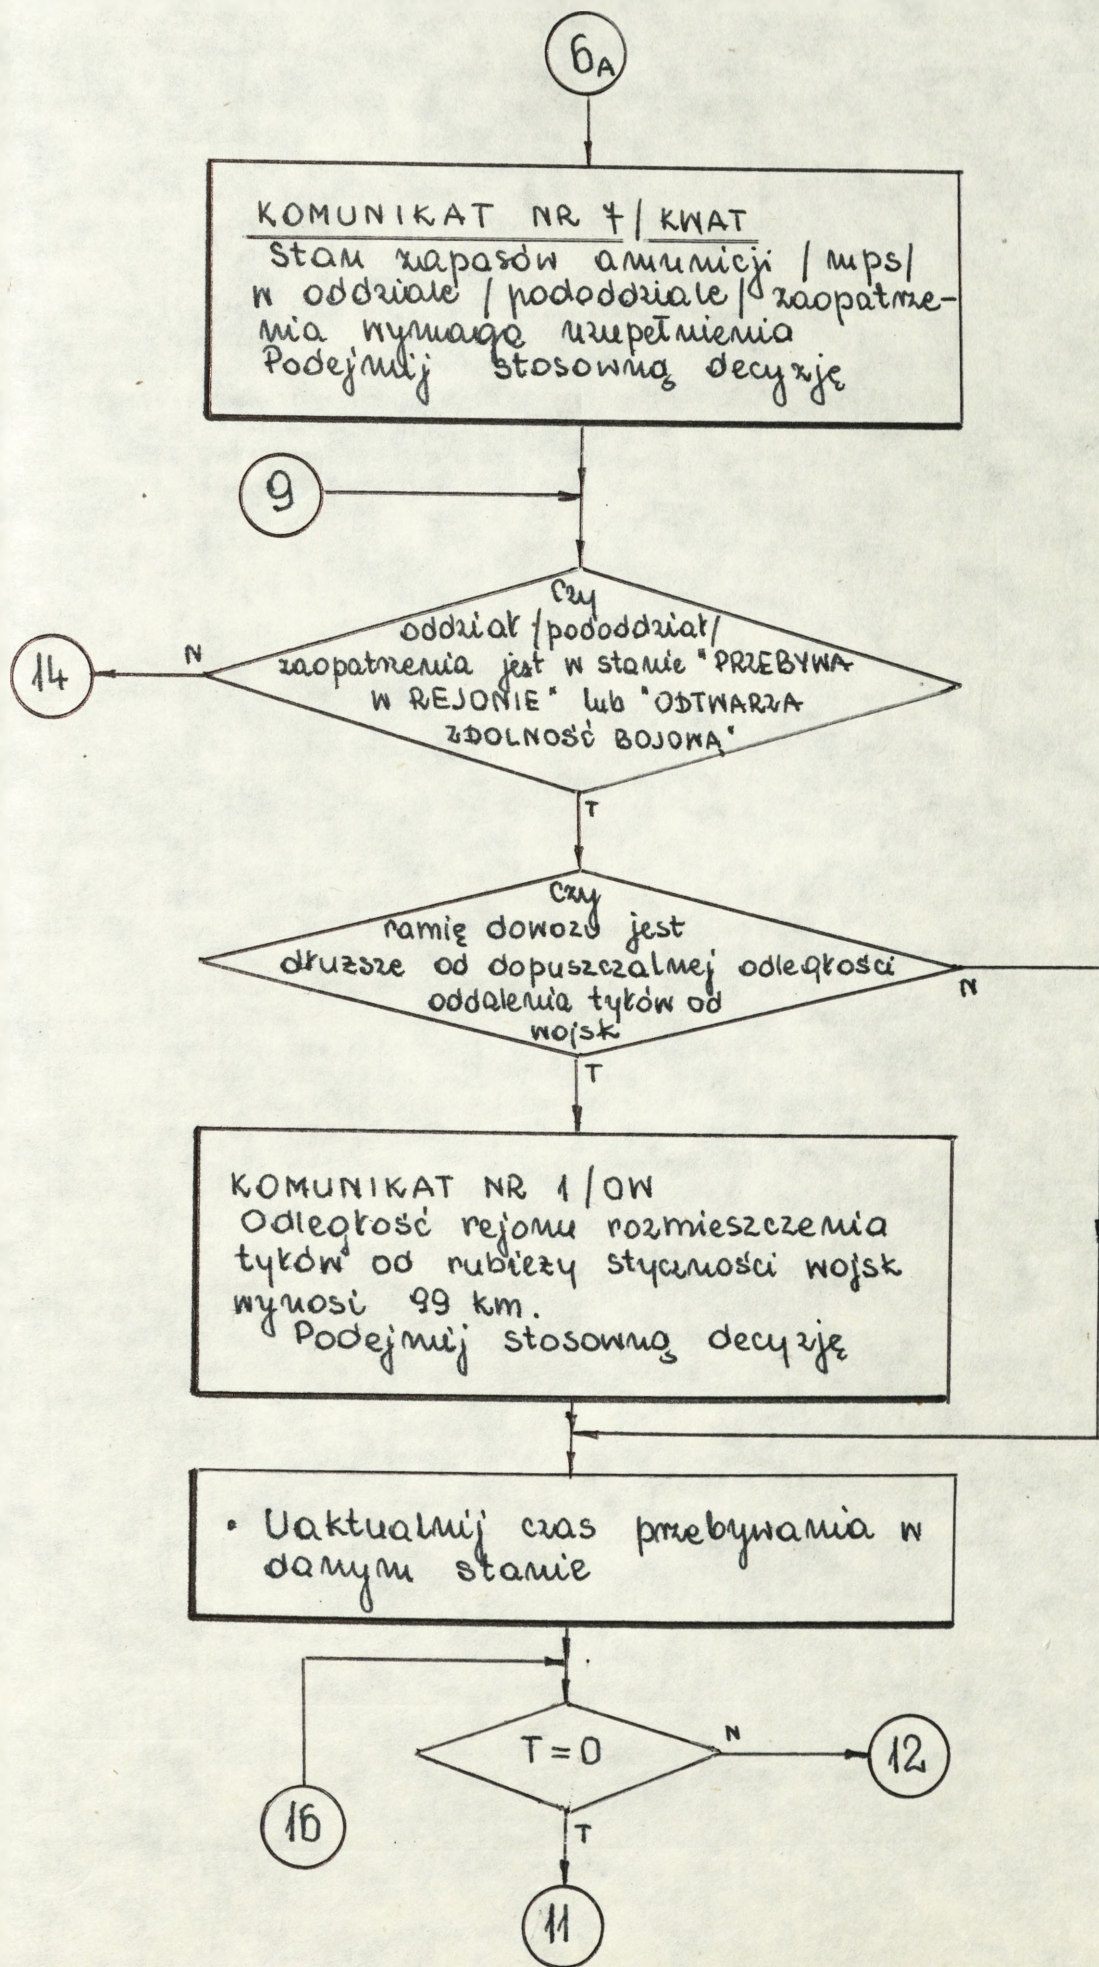 6A
KOMUNIKAT NR 7/KWAT
Stan zapasów amunicji /mps/
w oddziale /pododdziale/ zaopatrze-
nia wymaga uzupełnienia
Podejmij stosowną decyzję
9
Czy
oddział /pododdział/
zaopatrzenia jest w stanie "PRZEBYWA
W REJONIE" lub "ODTWARZA
ZDOLNOŚĆ BOJOWĄ"
N
14
T
Czy
ramię dowozu jest
dłuższe od dopuszczalnej odległości
oddalenia tyłów od
wojsk
N
T
KOMUNIKAT NR 1/OW
Odległość rejonu rozmieszczenia
tyłów od rubieży styczności wojsk
wynosi 99 km.
Podejmij stosowną decyzję
• Uaktualnij czas przebywania w
danym stanie
T=0
N
12
16
T
11